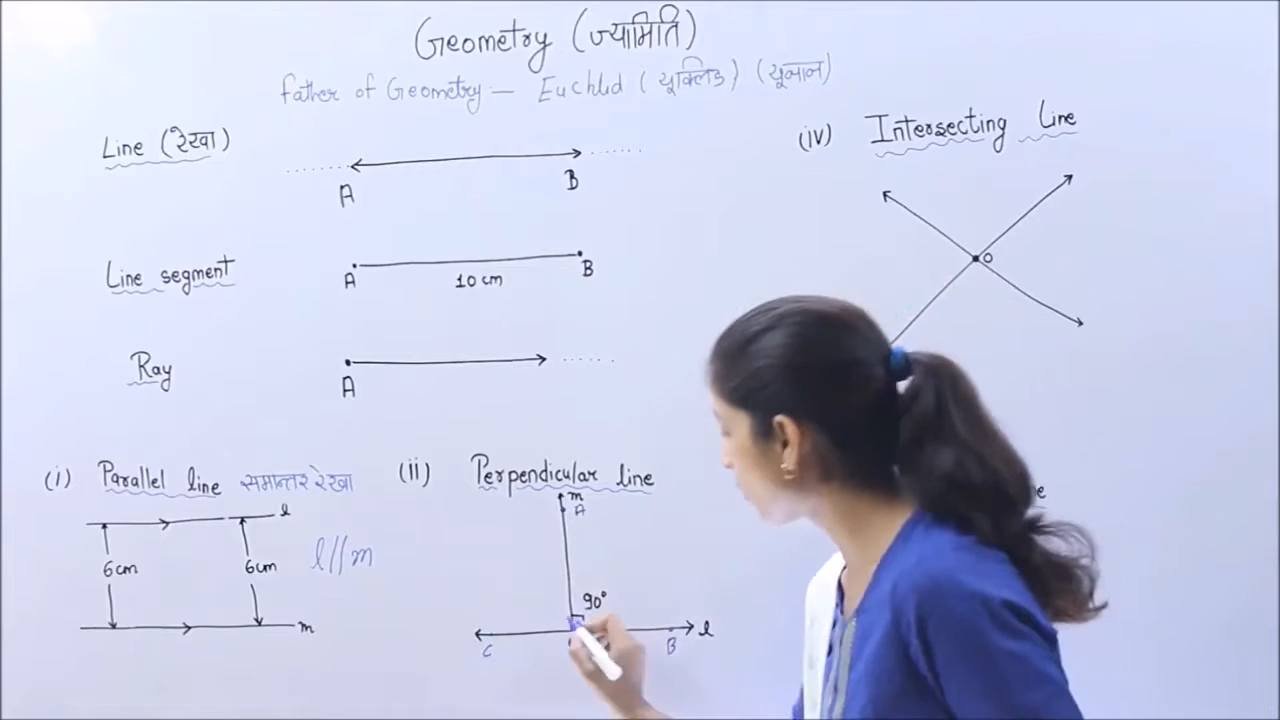 Geometry (ज्यामिति)
Father of Geometry — Euclid (यूक्लिड) (यूनान)
Line (रेखा)
A B
Line segment
A B
10 cm
Ray
A
(i) Parallel line समान्तर रेखा
l
6cm 6cm l//m
m
(ii) Perpendicular line
m
A
90°
C B l
(iv) Intersecting Line
O